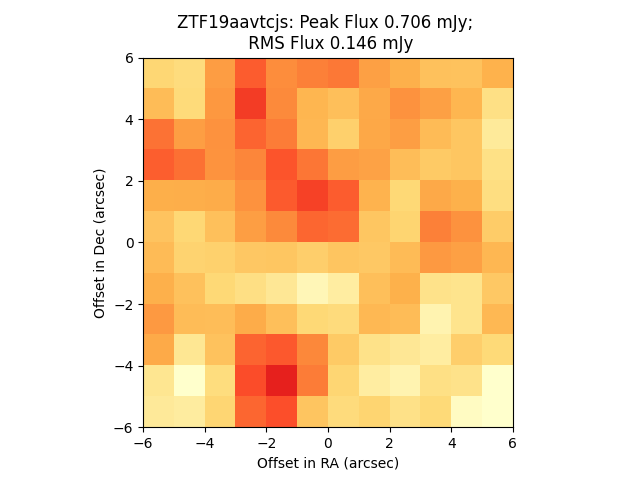 ZTF19aavtcjs: Peak Flux 0.706 mJy;
RMS Flux 0.146 mJy
6
4
2
0
−2
−4
−6
Offset in Dec (arcsec)
−6 −4 −2 0 2 4 6
Offset in RA (arcsec)